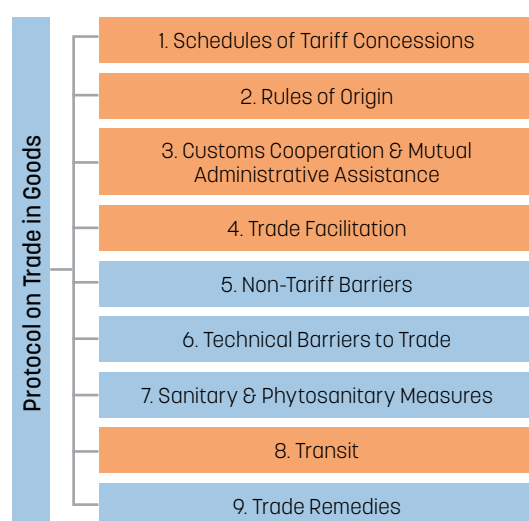 Protocol on Trade in Goods
1. Schedules of Tariff Concessions
2. Rules of Origin
3. Customs Cooperation & Mutual
Administrative Assistance
4. Trade Facilitation
5. Non-Tariff Barriers
6. Technical Barriers to Trade
7. Sanitary & Phytosanitary Measures
8. Transit
9. Trade Remedies